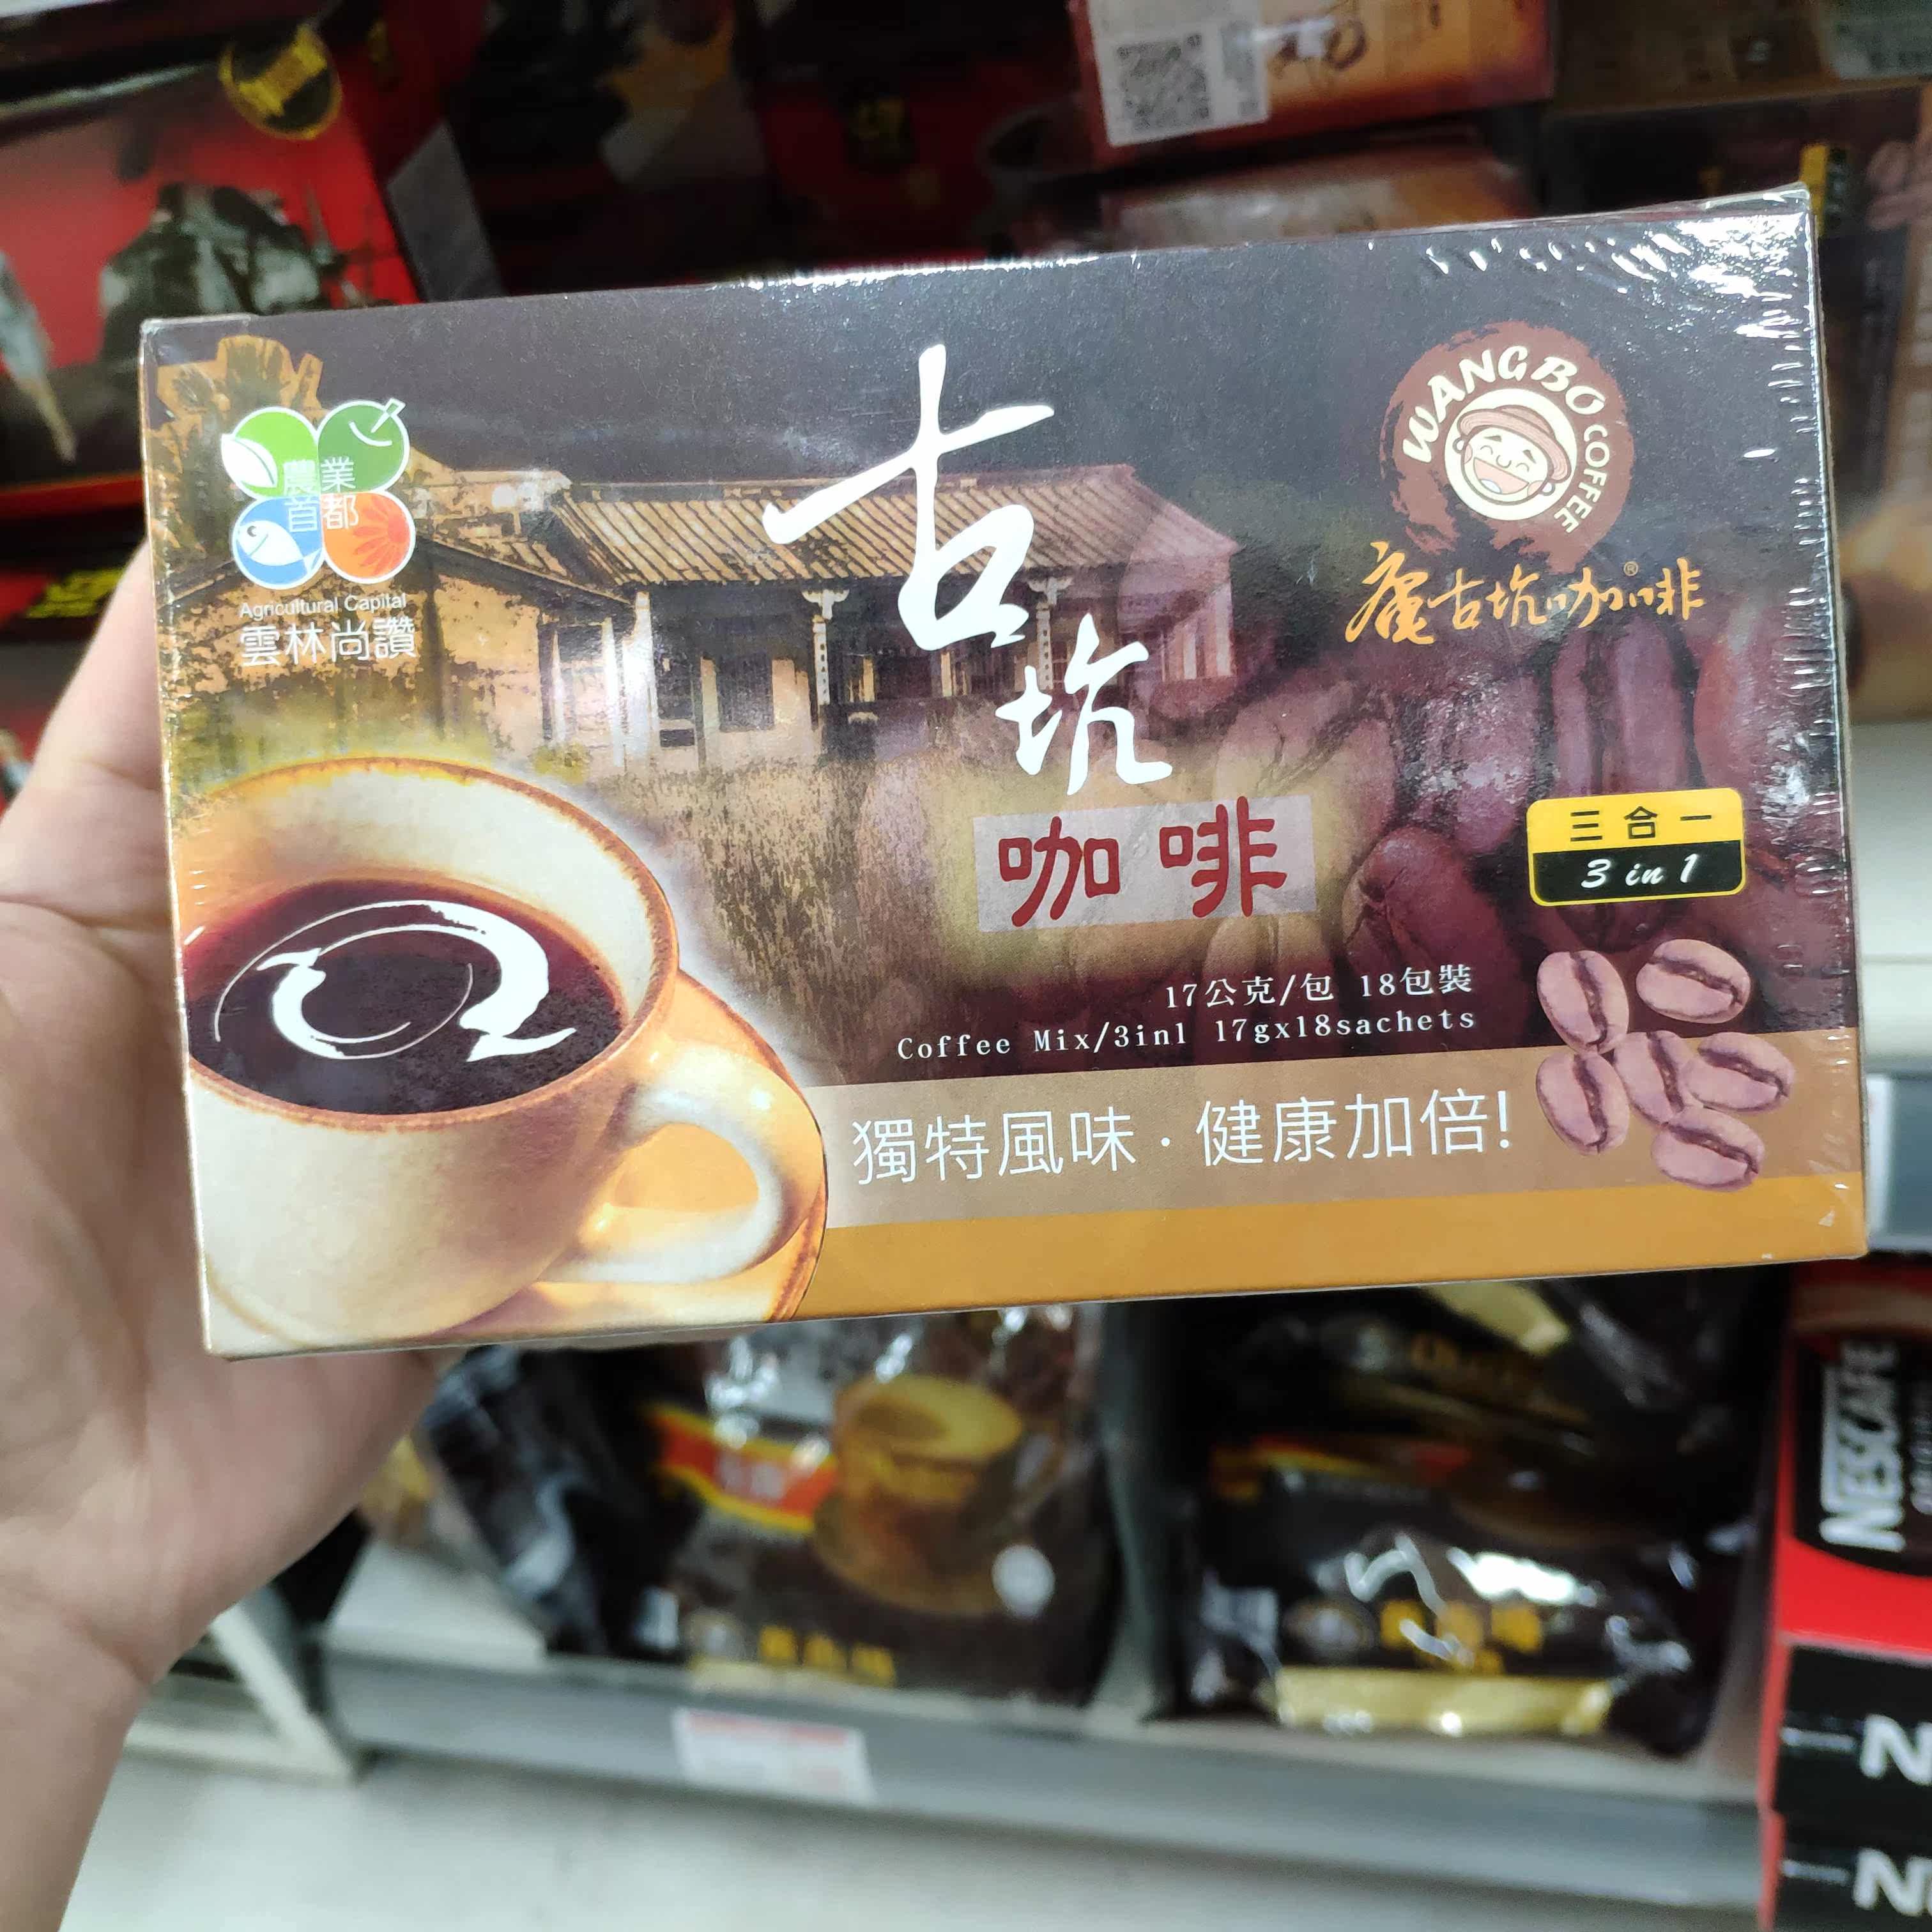 農業
首都
Agricultural Capital
雲林尚讚
古坑
咖啡
WANGBO COFFEE
古坑咖啡®
三合一
3 in 1
17公克/包 18包裝
Coffee Mix/3in1 17gx18sachets
獨特風味·健康加倍!
NESCAFÉ